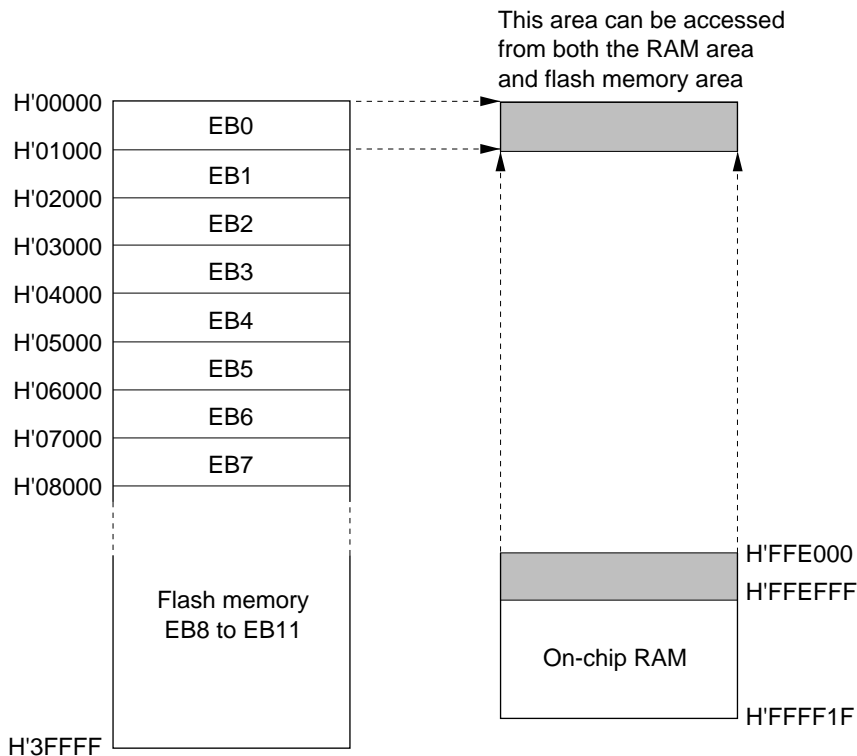 This area can be accessed
from both the RAM area
and flash memory area
H'00000
EB0
H'01000
EB1
H'02000
EB2
H'03000
EB3
H'04000
EB4
H'05000
EB5
H'06000
EB6
H'07000
EB7
H'08000
H'FFE000
H'FFEFFF
Flash memory
EB8 to EB11
On-chip RAM
H'FFFF1F
H'3FFFF